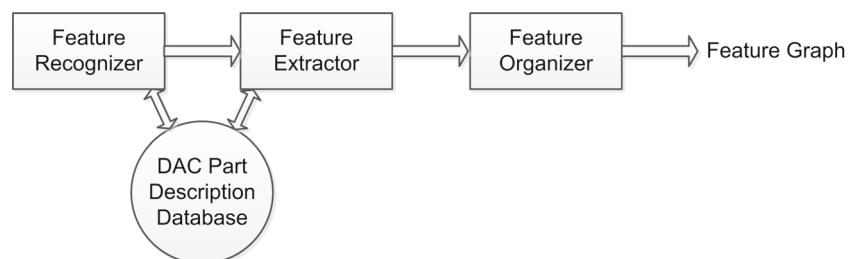 Feature
Recognizer
Feature
Extractor
Feature
Organizer
Feature Graph
DAC Part
Description
Database